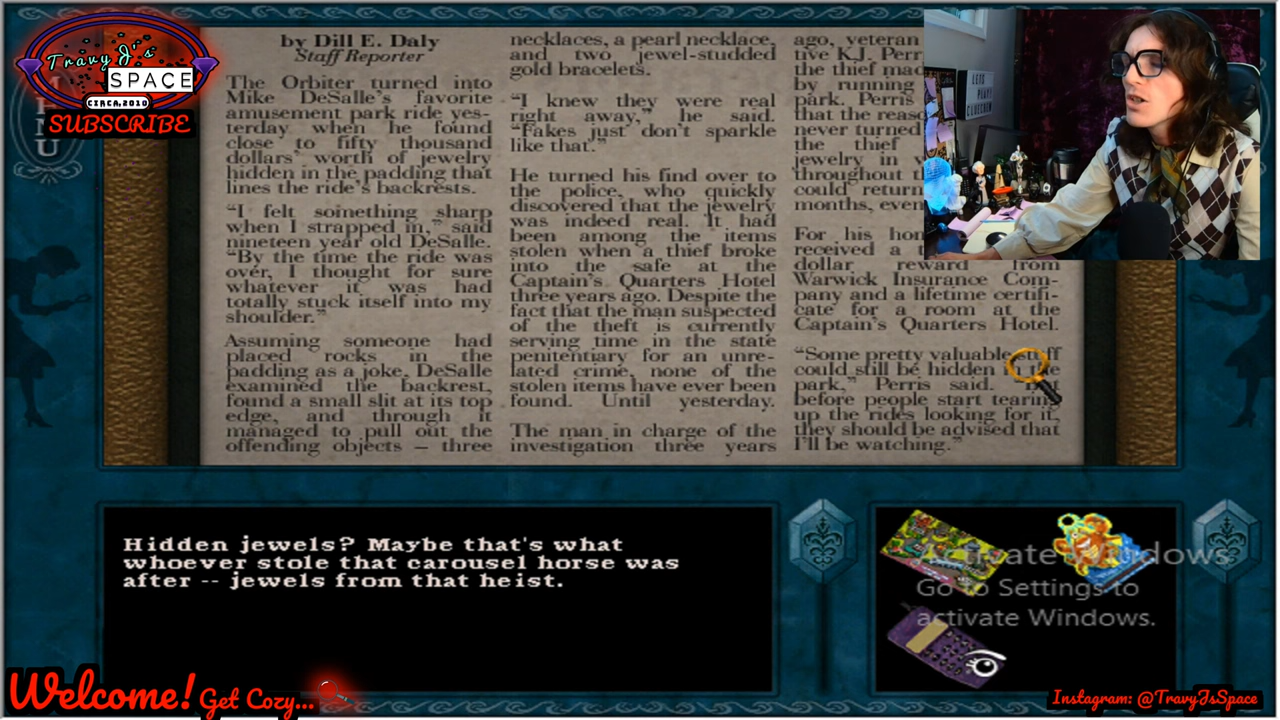 Travy J's
SPACE
CIRCA.2010
SUBSCRIBE
by Dill E. Daly
Staff Reporter
The Orbiter turned into
Mike DeSalle's favorite
amusement park ride yes-
terday when he found
close to fifty thousand
dollars' worth of jewelry
hidden in the padding that
lines the ride's backrests.
"I felt something sharp
when I strapped in," said
nineteen year old DeSalle.
"By the time the ride was
over, I thought for sure
whatever it was had
totally stuck itself into my
shoulder."
Assuming someone had
placed rocks in the
padding as a joke, DeSalle
examined the backrest,
found a small slit at its top
edge, and through it
managed to pull out the
offending objects – three
necklaces, a pearl necklace,
and two jewel-studded
gold bracelets.
"I knew they were real
right away," he said.
"Fakes just don't sparkle
like that."
He turned his find over to
the police, who quickly
discovered that the jewelry
was indeed real. It had
been among the items
stolen when a thief broke
into the safe at the
Captain's Quarters Hotel
three years ago. Despite the
fact that the man suspected
of the theft is currently
serving time in the state
penitentiary for an unre-
lated crime, none of the
stolen items have ever been
found. Until yesterday.
The man in charge of the
investigation three years
ago, veteran
tive K.J. Perr
the thief mad
by running
park. Perris
that the reaso
never turned
the thief
jewelry in
throughout
could return
months, even
For his hon
received a t
dollar reward from
Warwick Insurance Com-
pany and a lifetime certifi-
cate for a room at the
Captain's Quarters Hotel.
"Some pretty valuable stuff
could still be hidden in the
park," Perris said. "But
before people start tearing
up the rides looking for it,
they should be advised that
I'll be watching."
Hidden jewels? Maybe that's what
whoever stole that carousel horse was
after -- jewels from that heist.
Activate Windows
Go to Settings to
activate Windows.
Welcome! Get Cozy...
Instagram: @TravyJsSpace